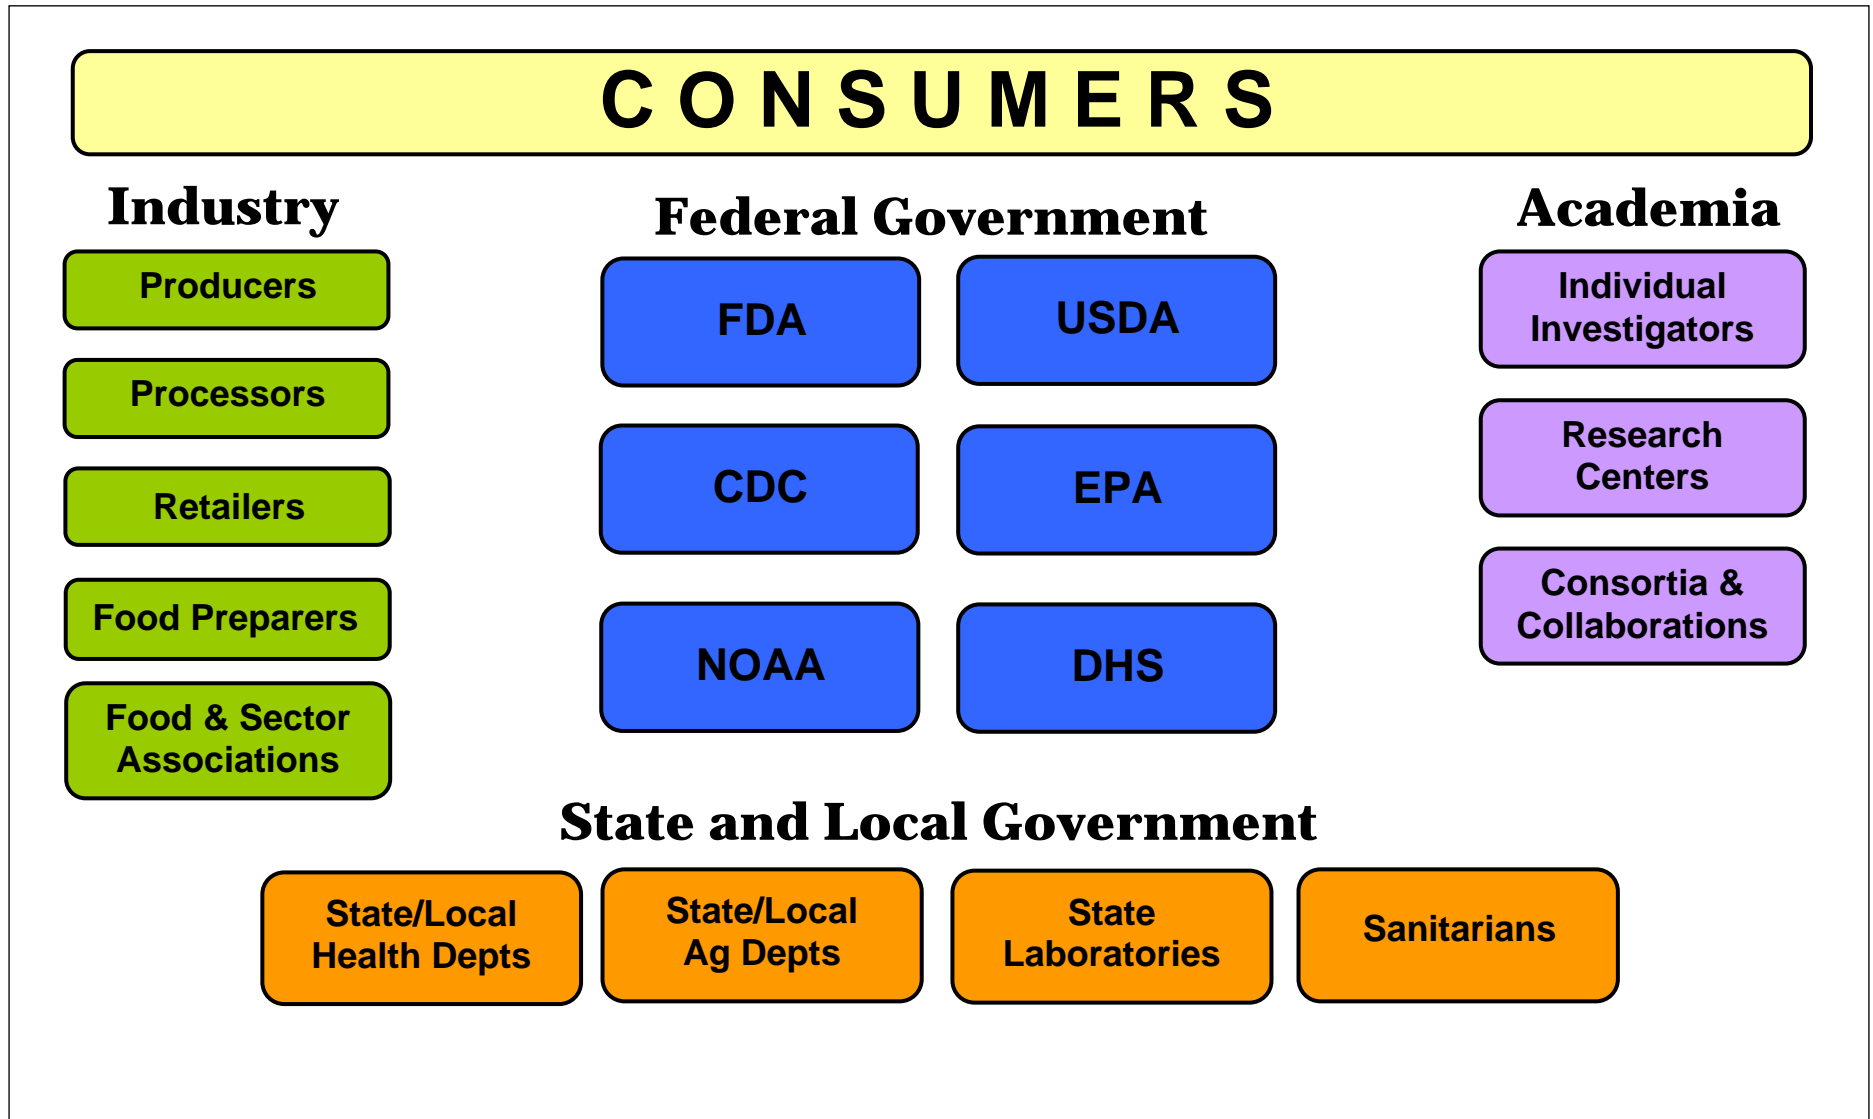 C O N S U M E R S
Industry
Producers
Processors
Retailers
Food Preparers
Food & Sector
Associations
Federal Government
FDA
USDA
CDC
EPA
NOAA
DHS
Academia
Individual
Investigators
Research
Centers
Consortia &
Collaborations
State and Local Government
State/Local
Health Depts
State/Local
Ag Depts
State
Laboratories
Sanitarians